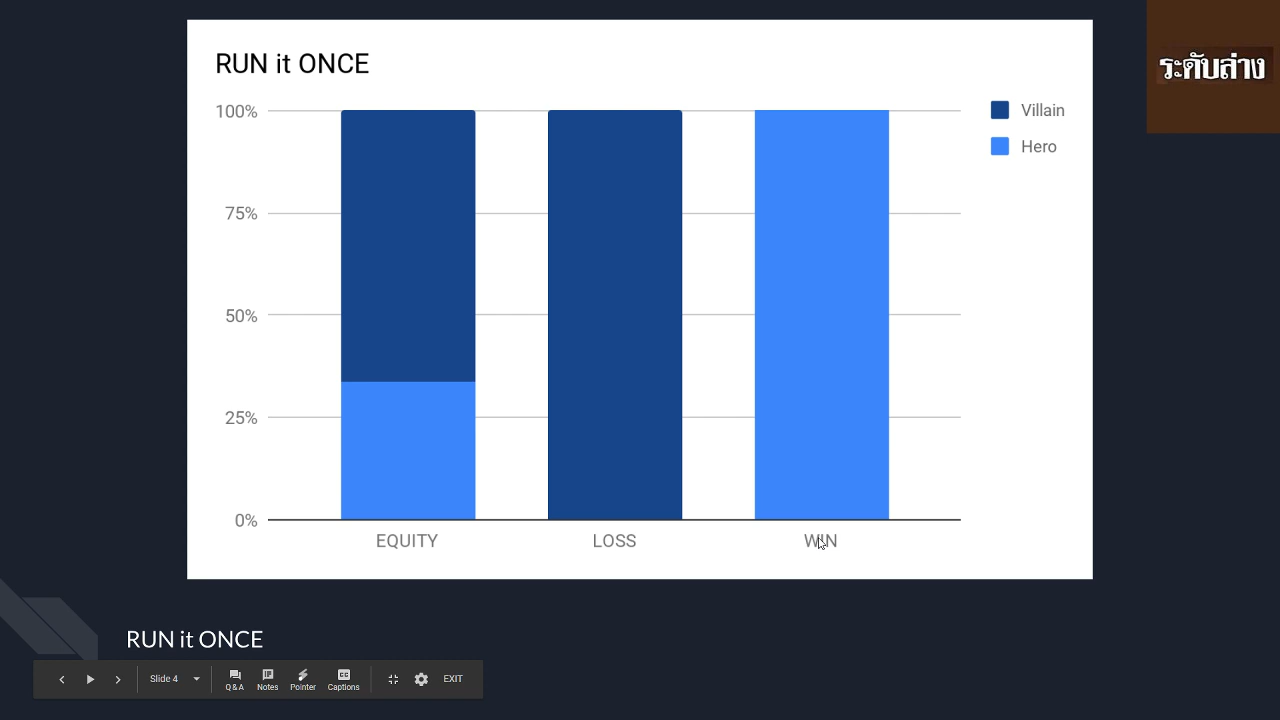 RUN it ONCE
ระดับล่าง
100%
75%
50%
25%
0%
Villain
Hero
EQUITY
LOSS
WIN
RUN it ONCE
Slide 4
Q&A
Notes
Pointer
Captions
EXIT